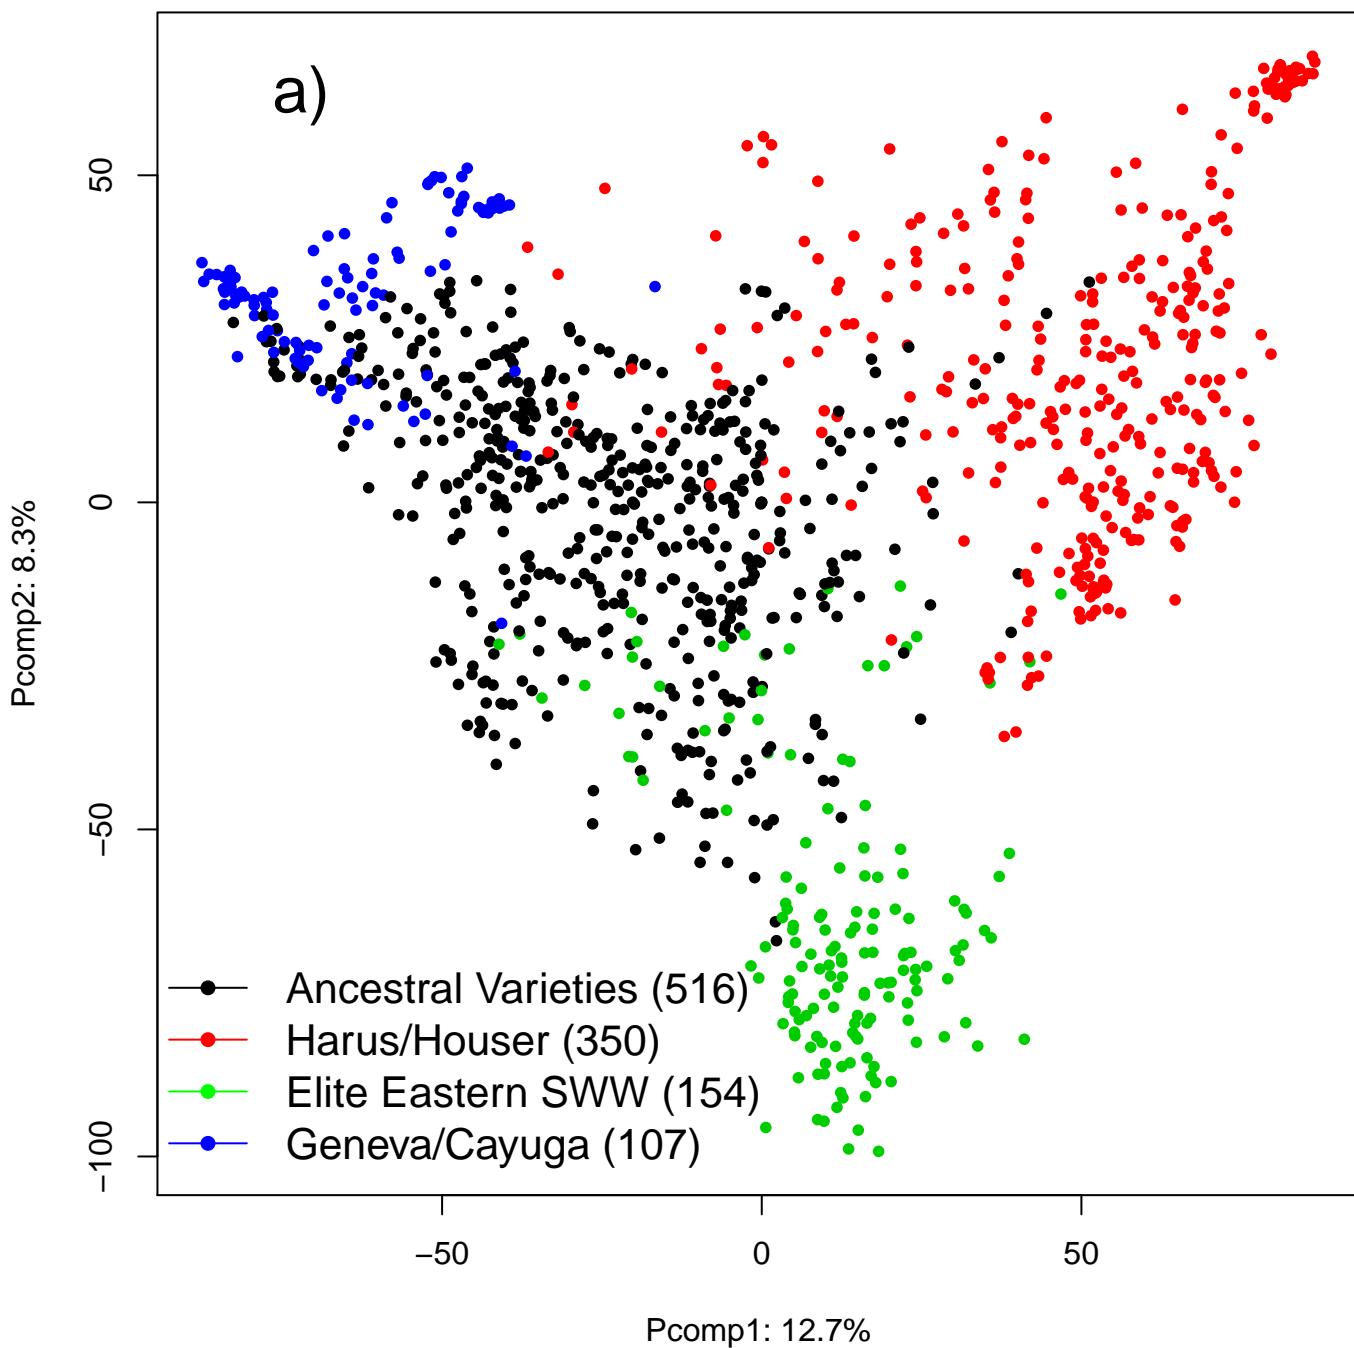 a)
50
0
−50
−100
Pcomp2: 8.3%
Ancestral Varieties (516)
Harus/Houser (350)
Elite Eastern SWW (154)
Geneva/Cayuga (107)
−50
0
50
Pcomp1: 12.7%